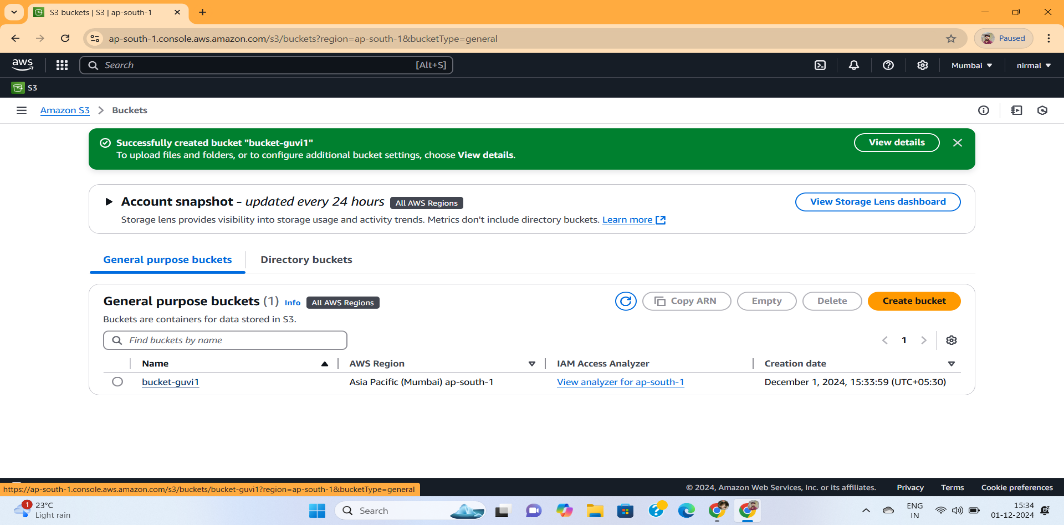 S3 buckets | S3 | ap-south-1
ap-south-1.console.aws.amazon.com/s3/buckets?region=ap-south-1&bucketType=general
Paused
aws
Search
[Alt+S]
Mumbai
nirmal
S3
Amazon S3
Buckets
Successfully created bucket "bucket-guvi1"
To upload files and folders, or to configure additional bucket settings, choose View details.
View details
Account snapshot - updated every 24 hours All AWS Regions
Storage lens provides visibility into storage usage and activity trends. Metrics don't include directory buckets. Learn more
View Storage Lens dashboard
General purpose buckets
Directory buckets
General purpose buckets (1) Info All AWS Regions
Buckets are containers for data stored in S3.
Copy ARN
Empty
Delete
Create bucket
Find buckets by name
1
Name
AWS Region
IAM Access Analyzer
Creation date
bucket-guvi1
Asia Pacific (Mumbai) ap-south-1
View analyzer for ap-south-1
December 1, 2024, 15:33:59 (UTC+05:30)
https://ap-south-1.console.aws.amazon.com/s3/buckets/bucket-guvi1?region=ap-south-1&bucketType=general
© 2024, Amazon Web Services, Inc. or its affiliates.
Privacy
Terms
Cookie preferences
1
23°C
Light rain
Search
ENG
IN
15:34
01-12-2024